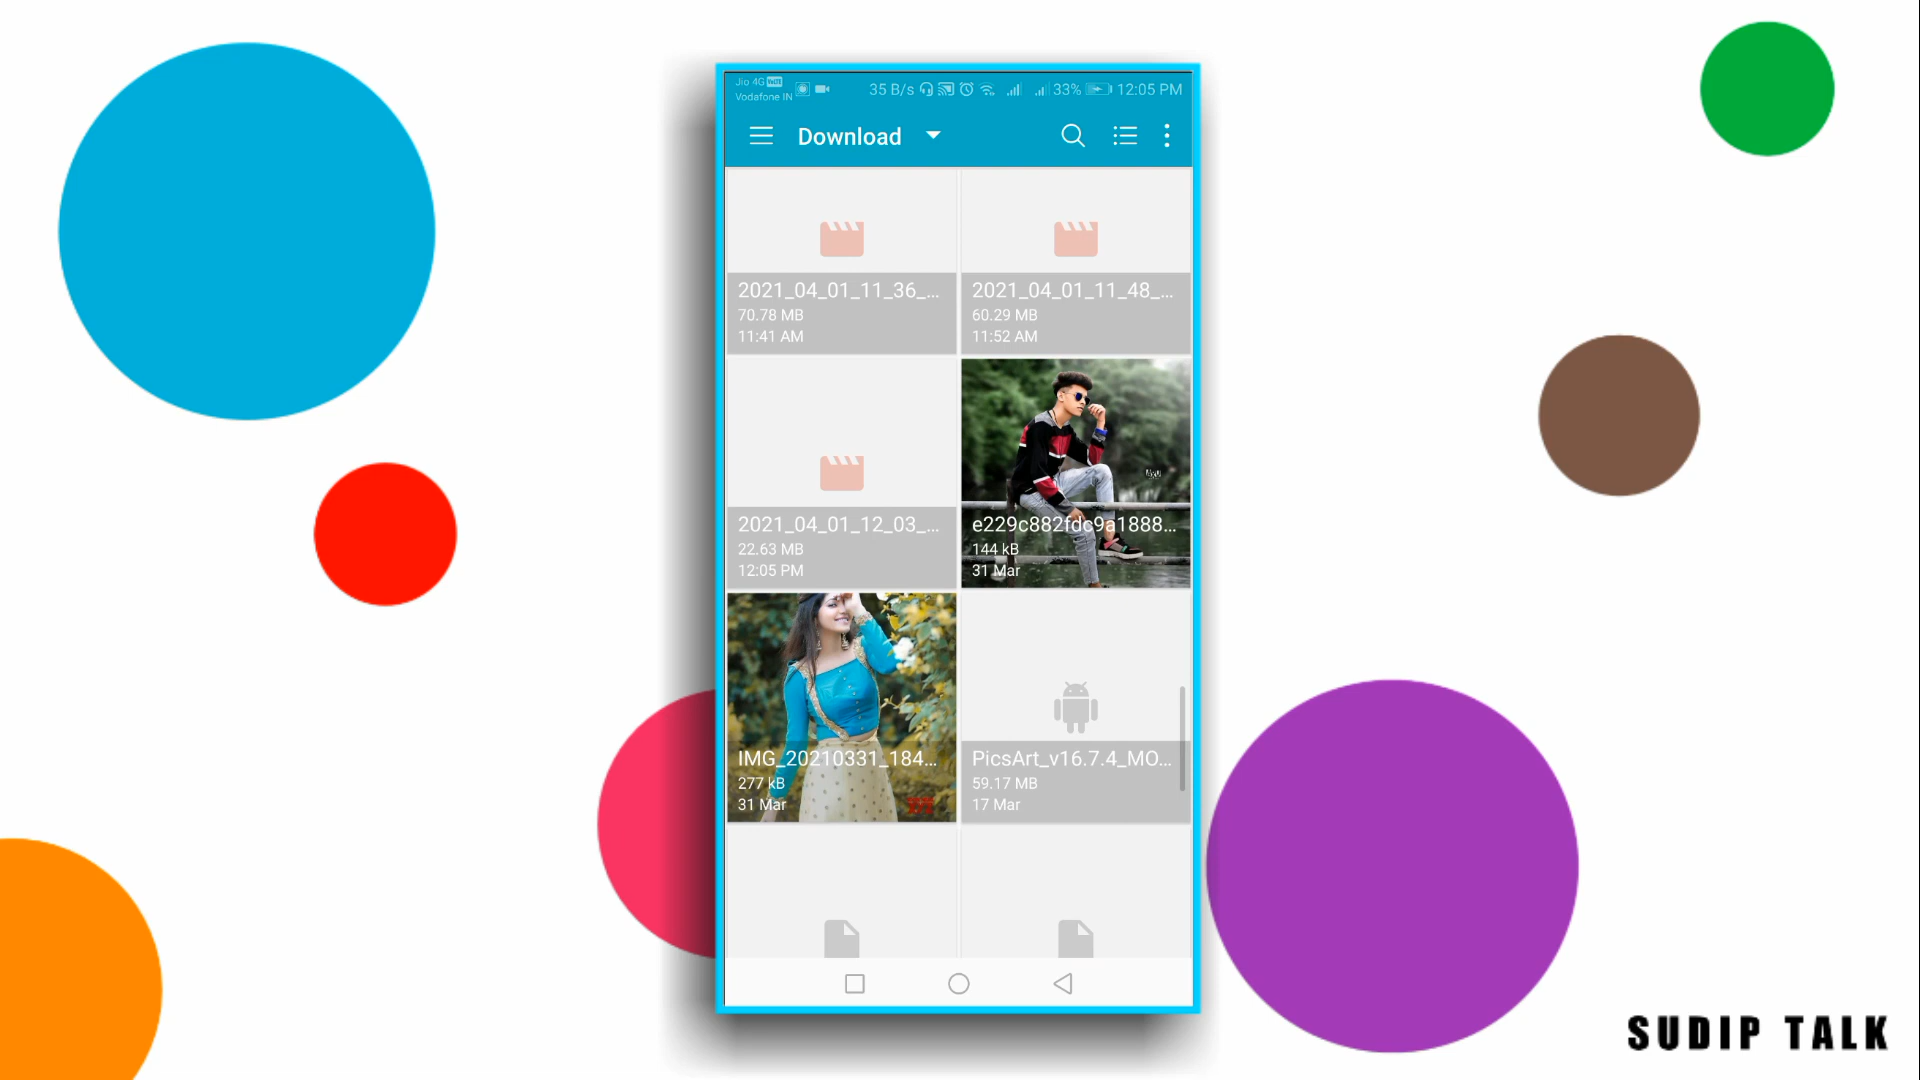 Jio 4G VoLTE
Vodafone IN
35 B/s
33%
12:05 PM
Download
2021_04_01_11_36_...
70.78 MB
11:41 AM
2021_04_01_11_48_...
60.29 MB
11:52 AM
2021_04_01_12_03_...
22.63 MB
12:05 PM
e229c882fdc9a1888...
144 kB
31 Mar
IMG_20210331_184...
277 kB
31 Mar
PicsArt_v16.7.4_MO...
59.17 MB
17 Mar
SUDIP TALK